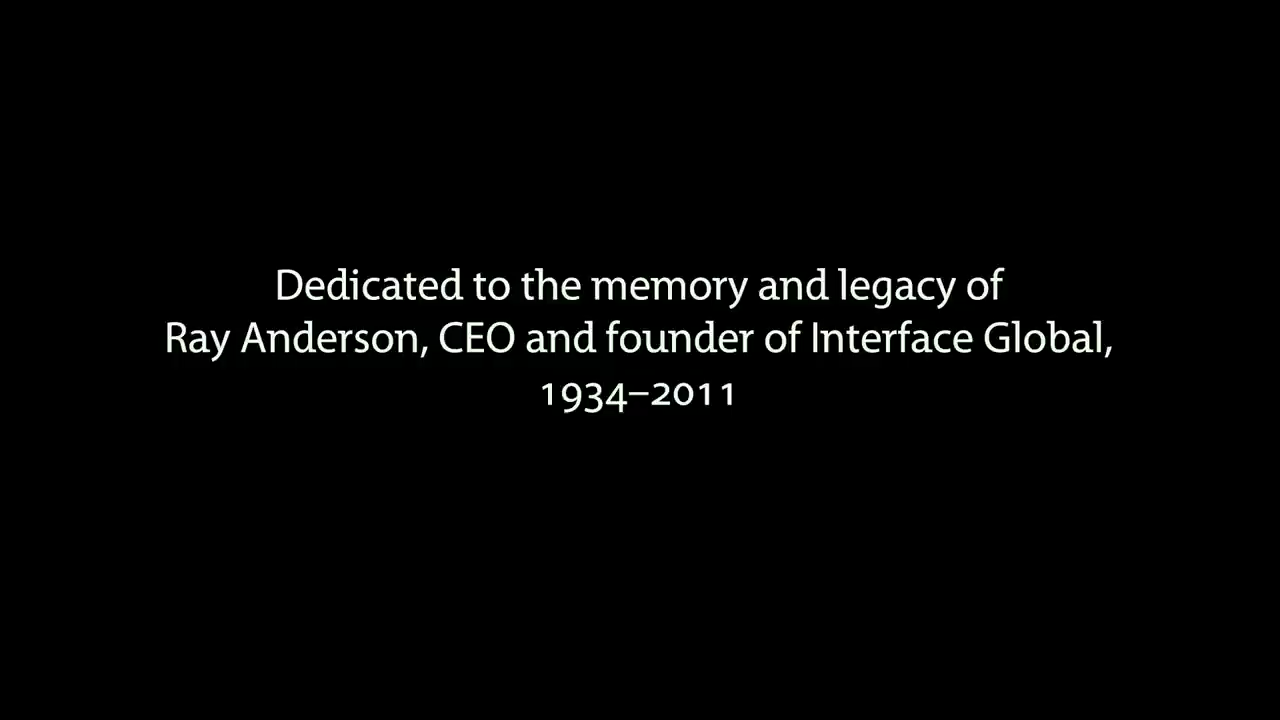 Dedicated to the memory and legacy of
Ray Anderson, CEO and founder of Interface Global,
1934–2011